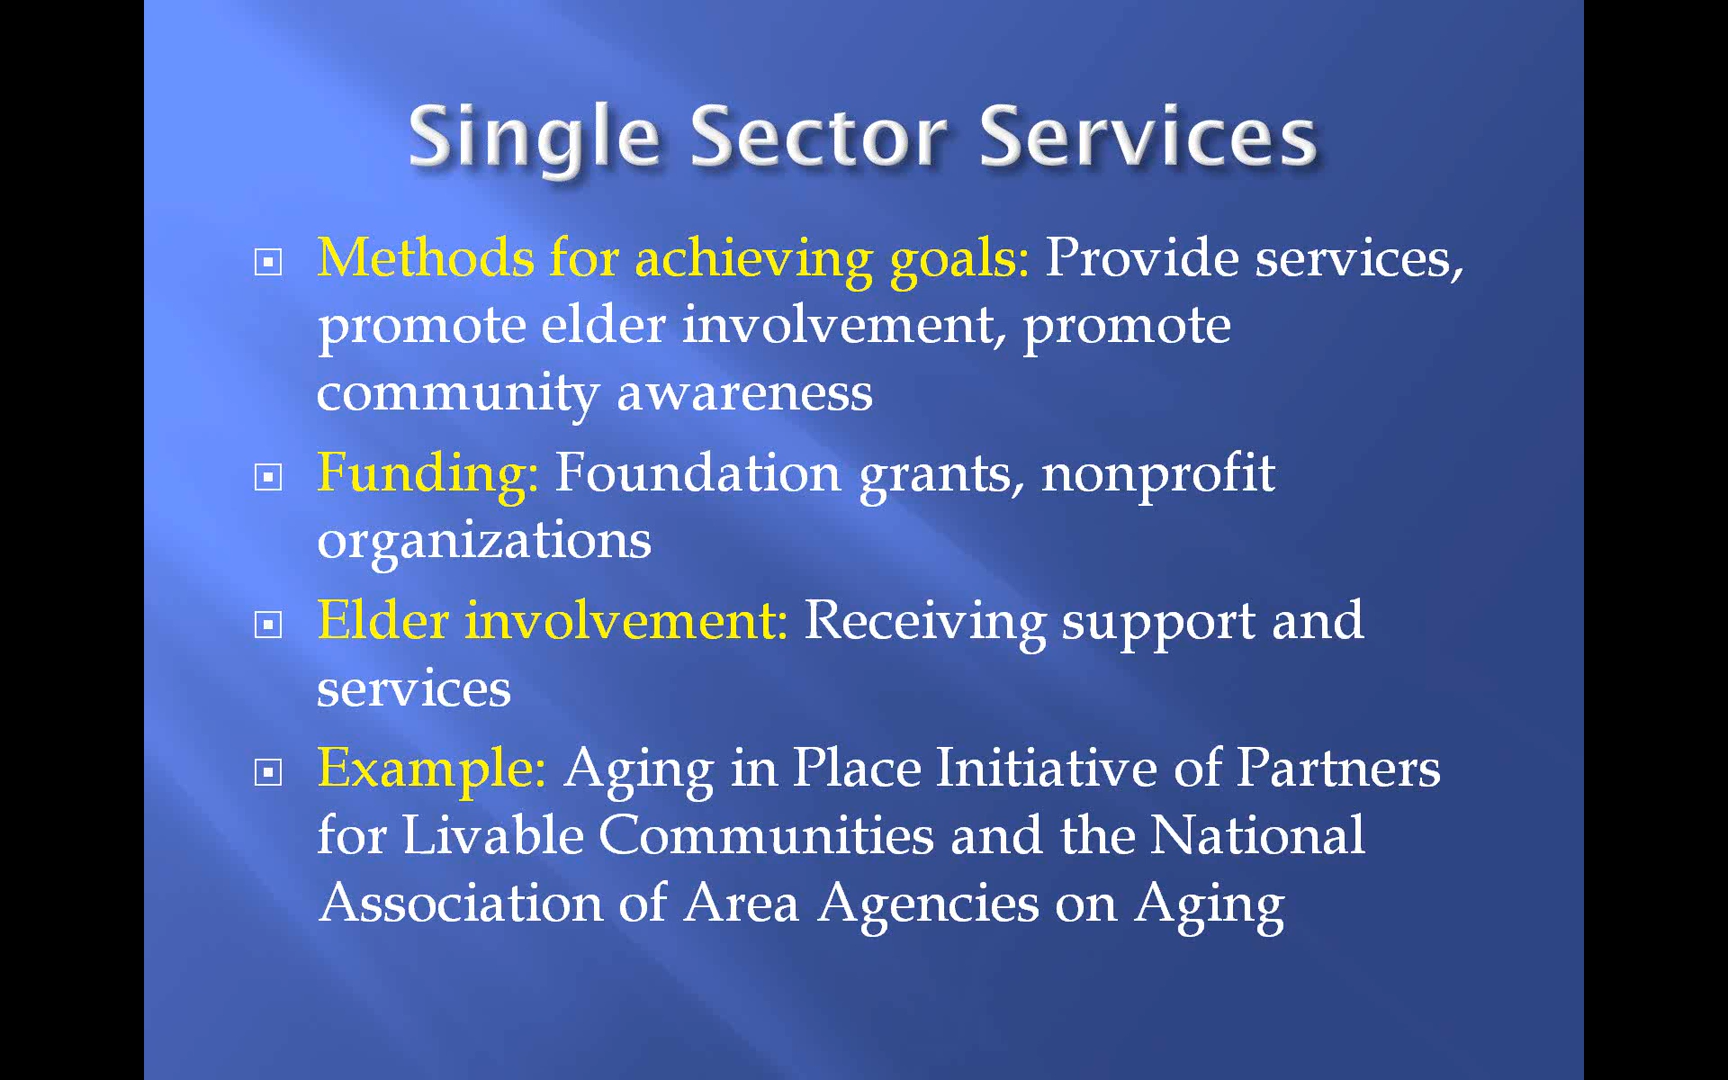 Single Sector Services
Methods for achieving goals: Provide services,
promote elder involvement, promote
community awareness
Funding: Foundation grants, nonprofit
organizations
Elder involvement: Receiving support and
services
Example: Aging in Place Initiative of Partners
for Livable Communities and the National
Association of Area Agencies on Aging